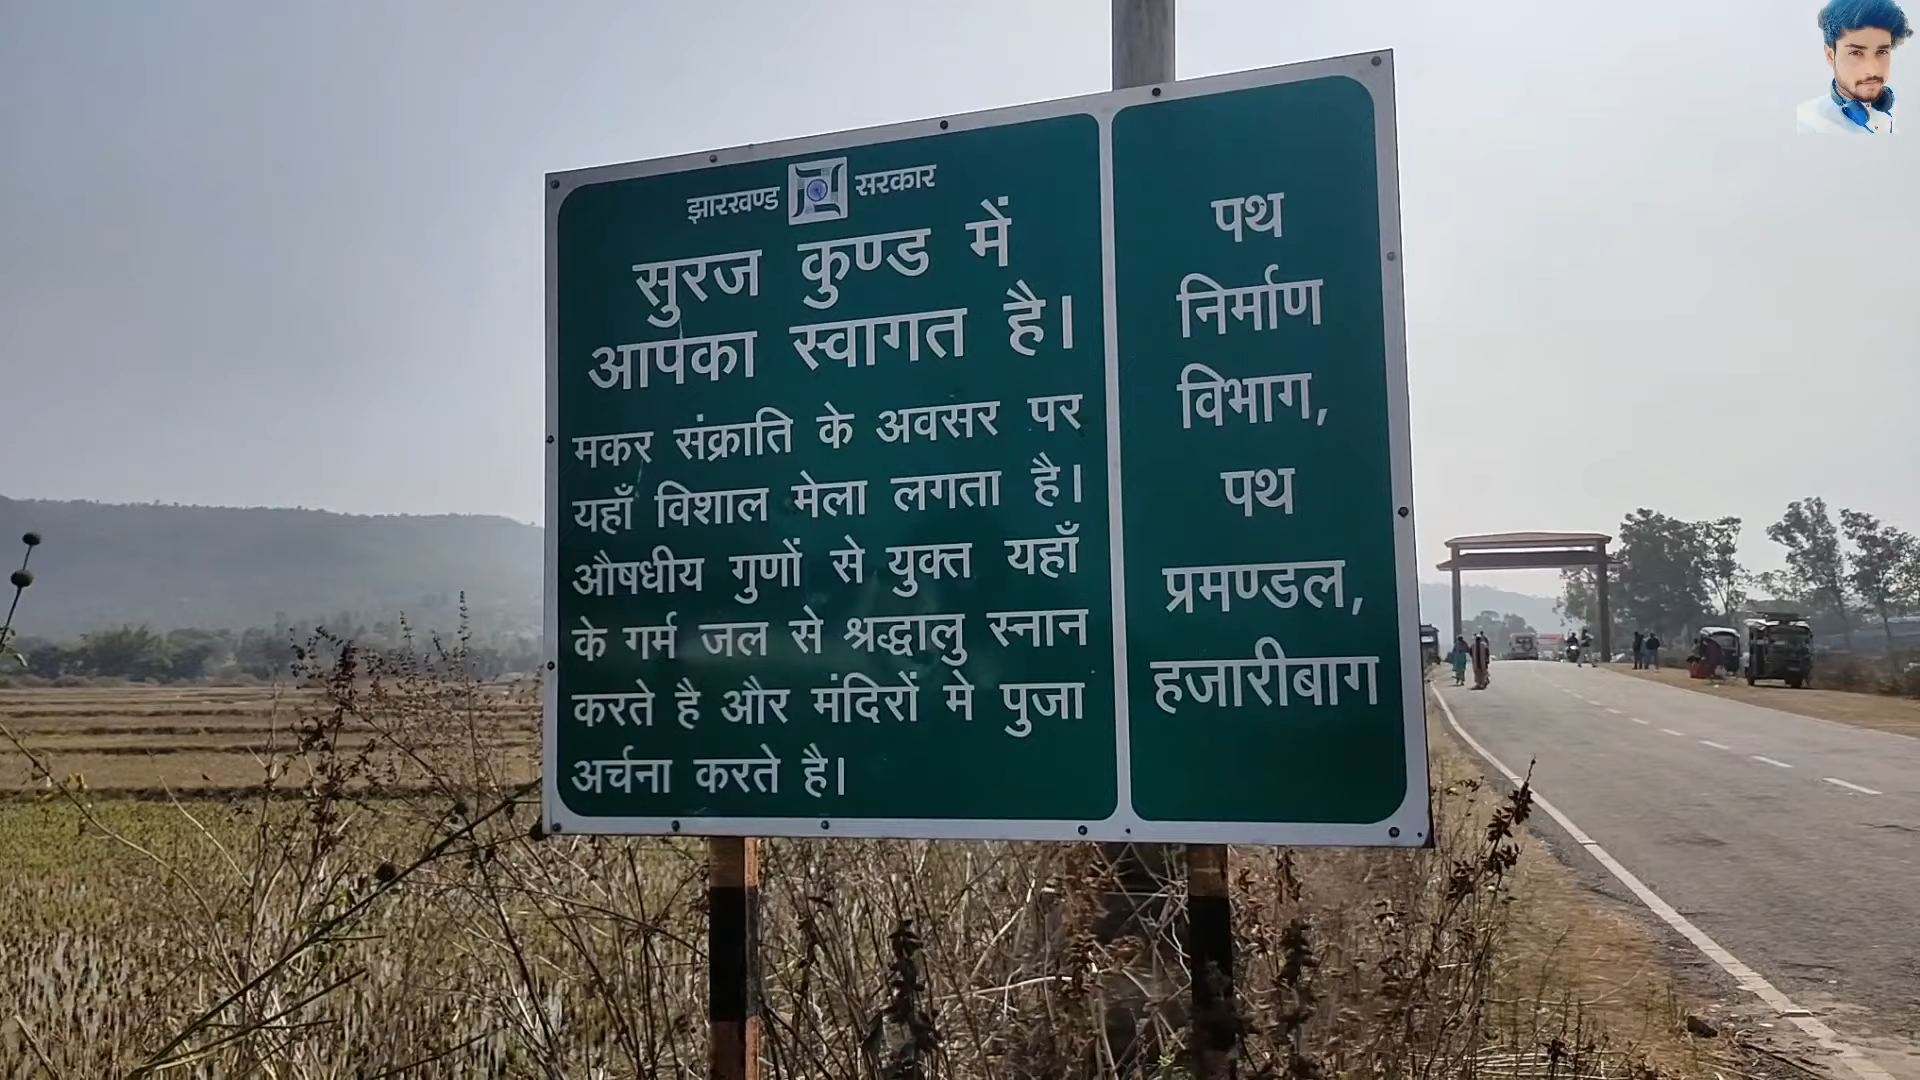 झारखण्ड सरकार
सुरज कुण्ड में
आपका स्वागत है।
मकर संक्राति के अवसर पर
यहाँ विशाल मेला लगता है।
औषधीय गुणों से युक्त यहाँ
के गर्म जल से श्रद्धालु स्नान
करते है और मंदिरों मे पुजा
अर्चना करते है।
पथ
निर्माण
विभाग,
पथ
प्रमण्डल,
हजारीबाग